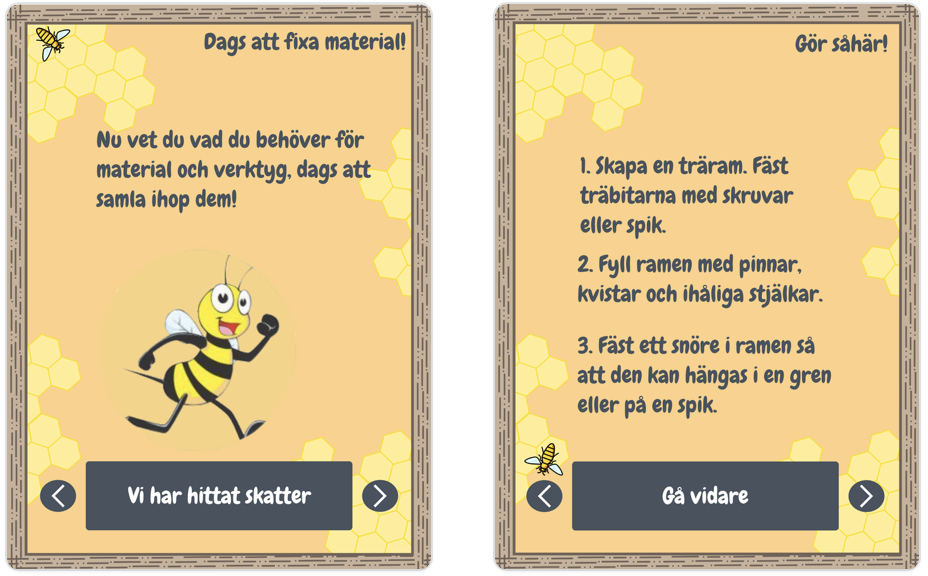 Dags att fixa material!
Nu vet du vad du behöver för
material och verktyg, dags att
samla ihop dem!
Vi har hittat skatter
Gör såhär!
1. Skapa en träram. Fäst
träbitarna med skruvar
eller spik.
2. Fyll ramen med pinnar,
kvistar och ihåliga stjälkar.
3. Fäst ett snöre i ramen så
att den kan hängas i en gren
eller på en spik.
Gå vidare